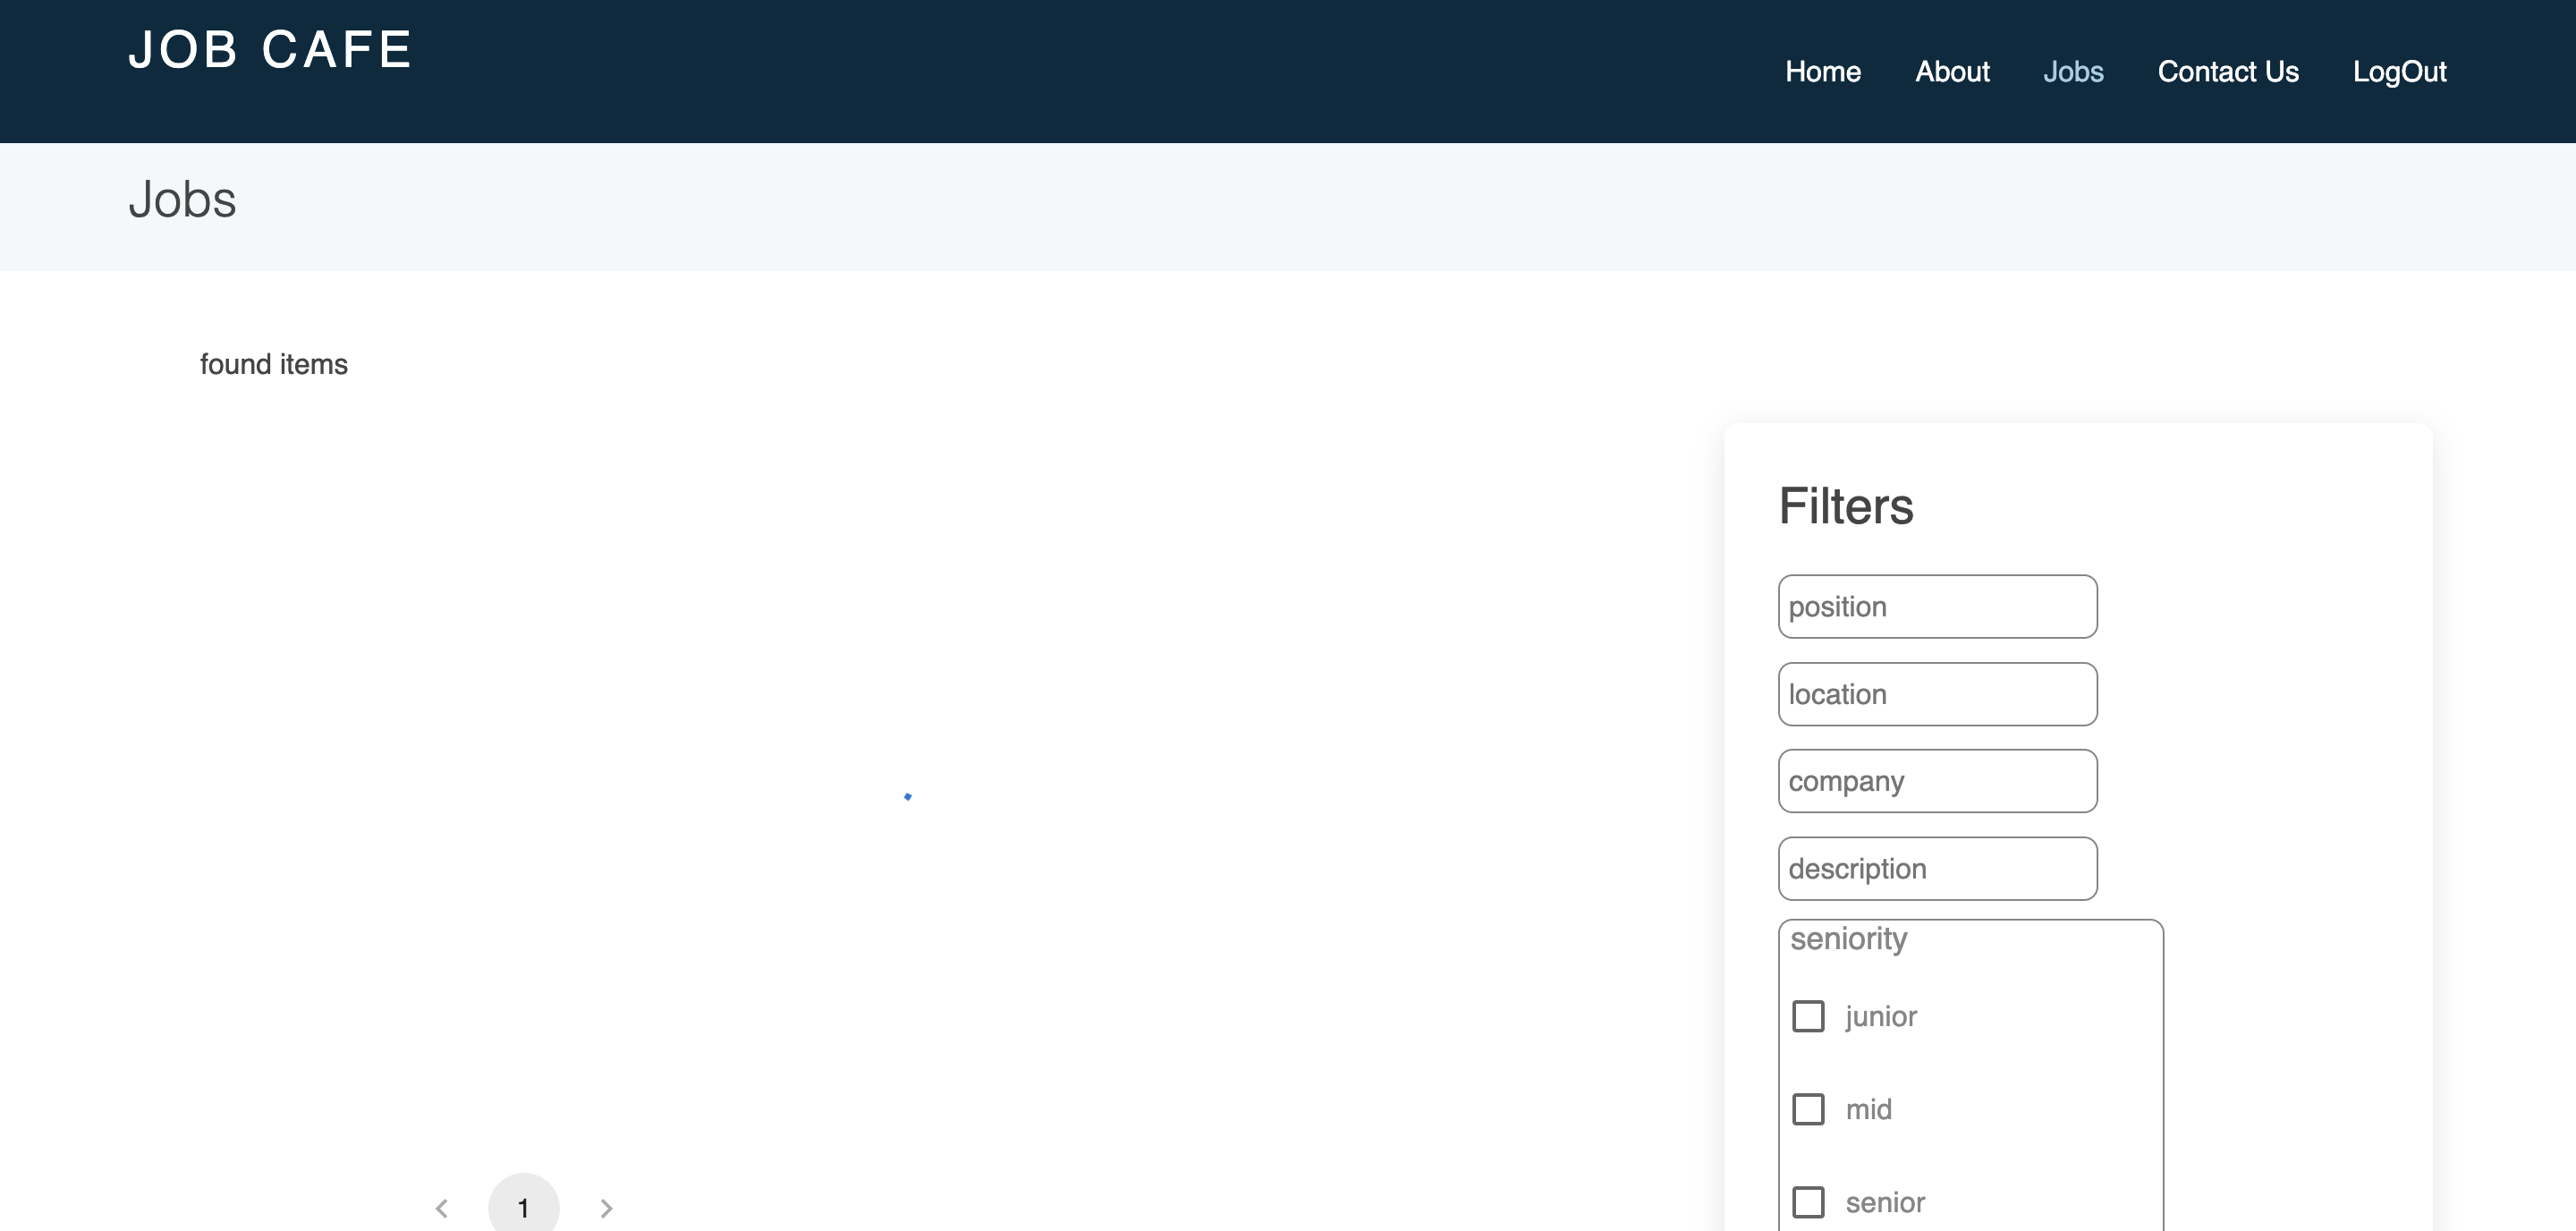 JOB CAFE
Home About Jobs Contact Us LogOut
Jobs
found items
Filters
position
location
company
description
seniority
junior
mid
senior
1